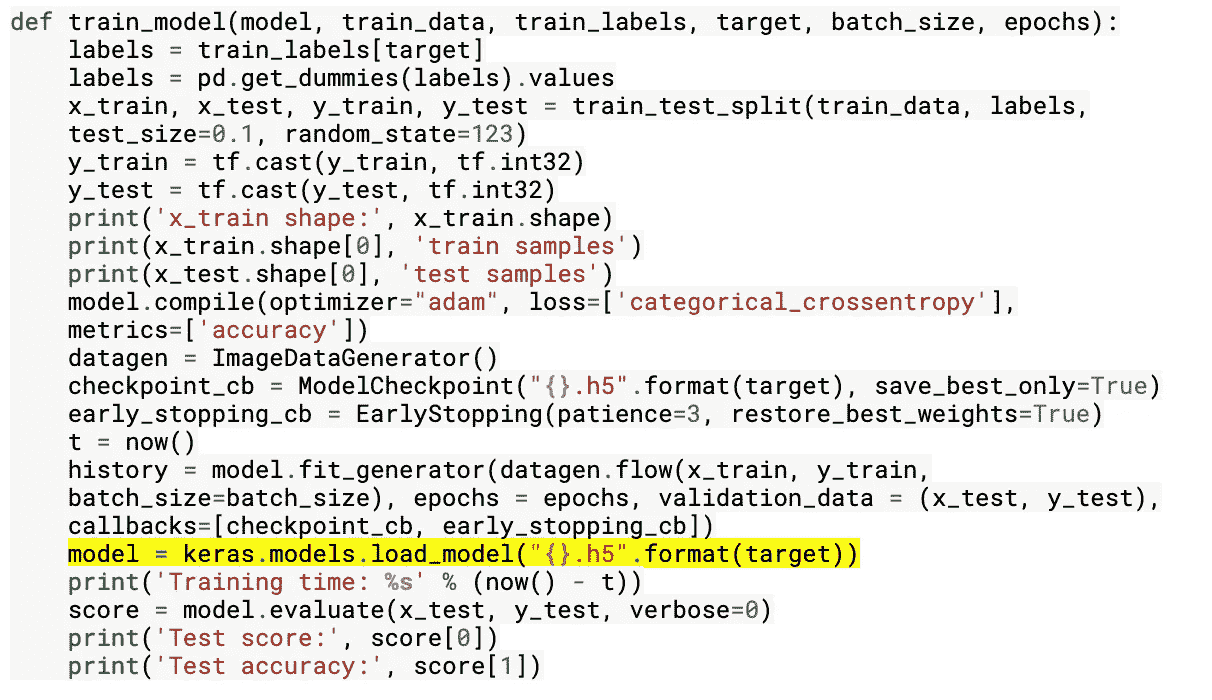 def train_model(model, train_data, train_labels, target, batch_size, epochs):
    labels = train_labels[target]
    labels = pd.get_dummies(labels).values
    x_train, x_test, y_train, y_test = train_test_split(train_data, labels,
    test_size=0.1, random_state=123)
    y_train = tf.cast(y_train, tf.int32)
    y_test = tf.cast(y_test, tf.int32)
    print('x_train shape:', x_train.shape)
    print(x_train.shape[0], 'train samples')
    print(x_test.shape[0], 'test samples')
    model.compile(optimizer="adam", loss=['categorical_crossentropy'],
    metrics=['accuracy'])
    datagen = ImageDataGenerator()
    checkpoint_cb = ModelCheckpoint("{}.h5".format(target), save_best_only=True)
    early_stopping_cb = EarlyStopping(patience=3, restore_best_weights=True)
    t = now()
    history = model.fit_generator(datagen.flow(x_train, y_train,
    batch_size=batch_size), epochs = epochs, validation_data = (x_test, y_test),
    callbacks=[checkpoint_cb, early_stopping_cb])
    model = keras.models.load_model("{}.h5".format(target))
    print('Training time: %s' % (now() - t))
    score = model.evaluate(x_test, y_test, verbose=0)
    print('Test score:', score[0])
    print('Test accuracy:', score[1])